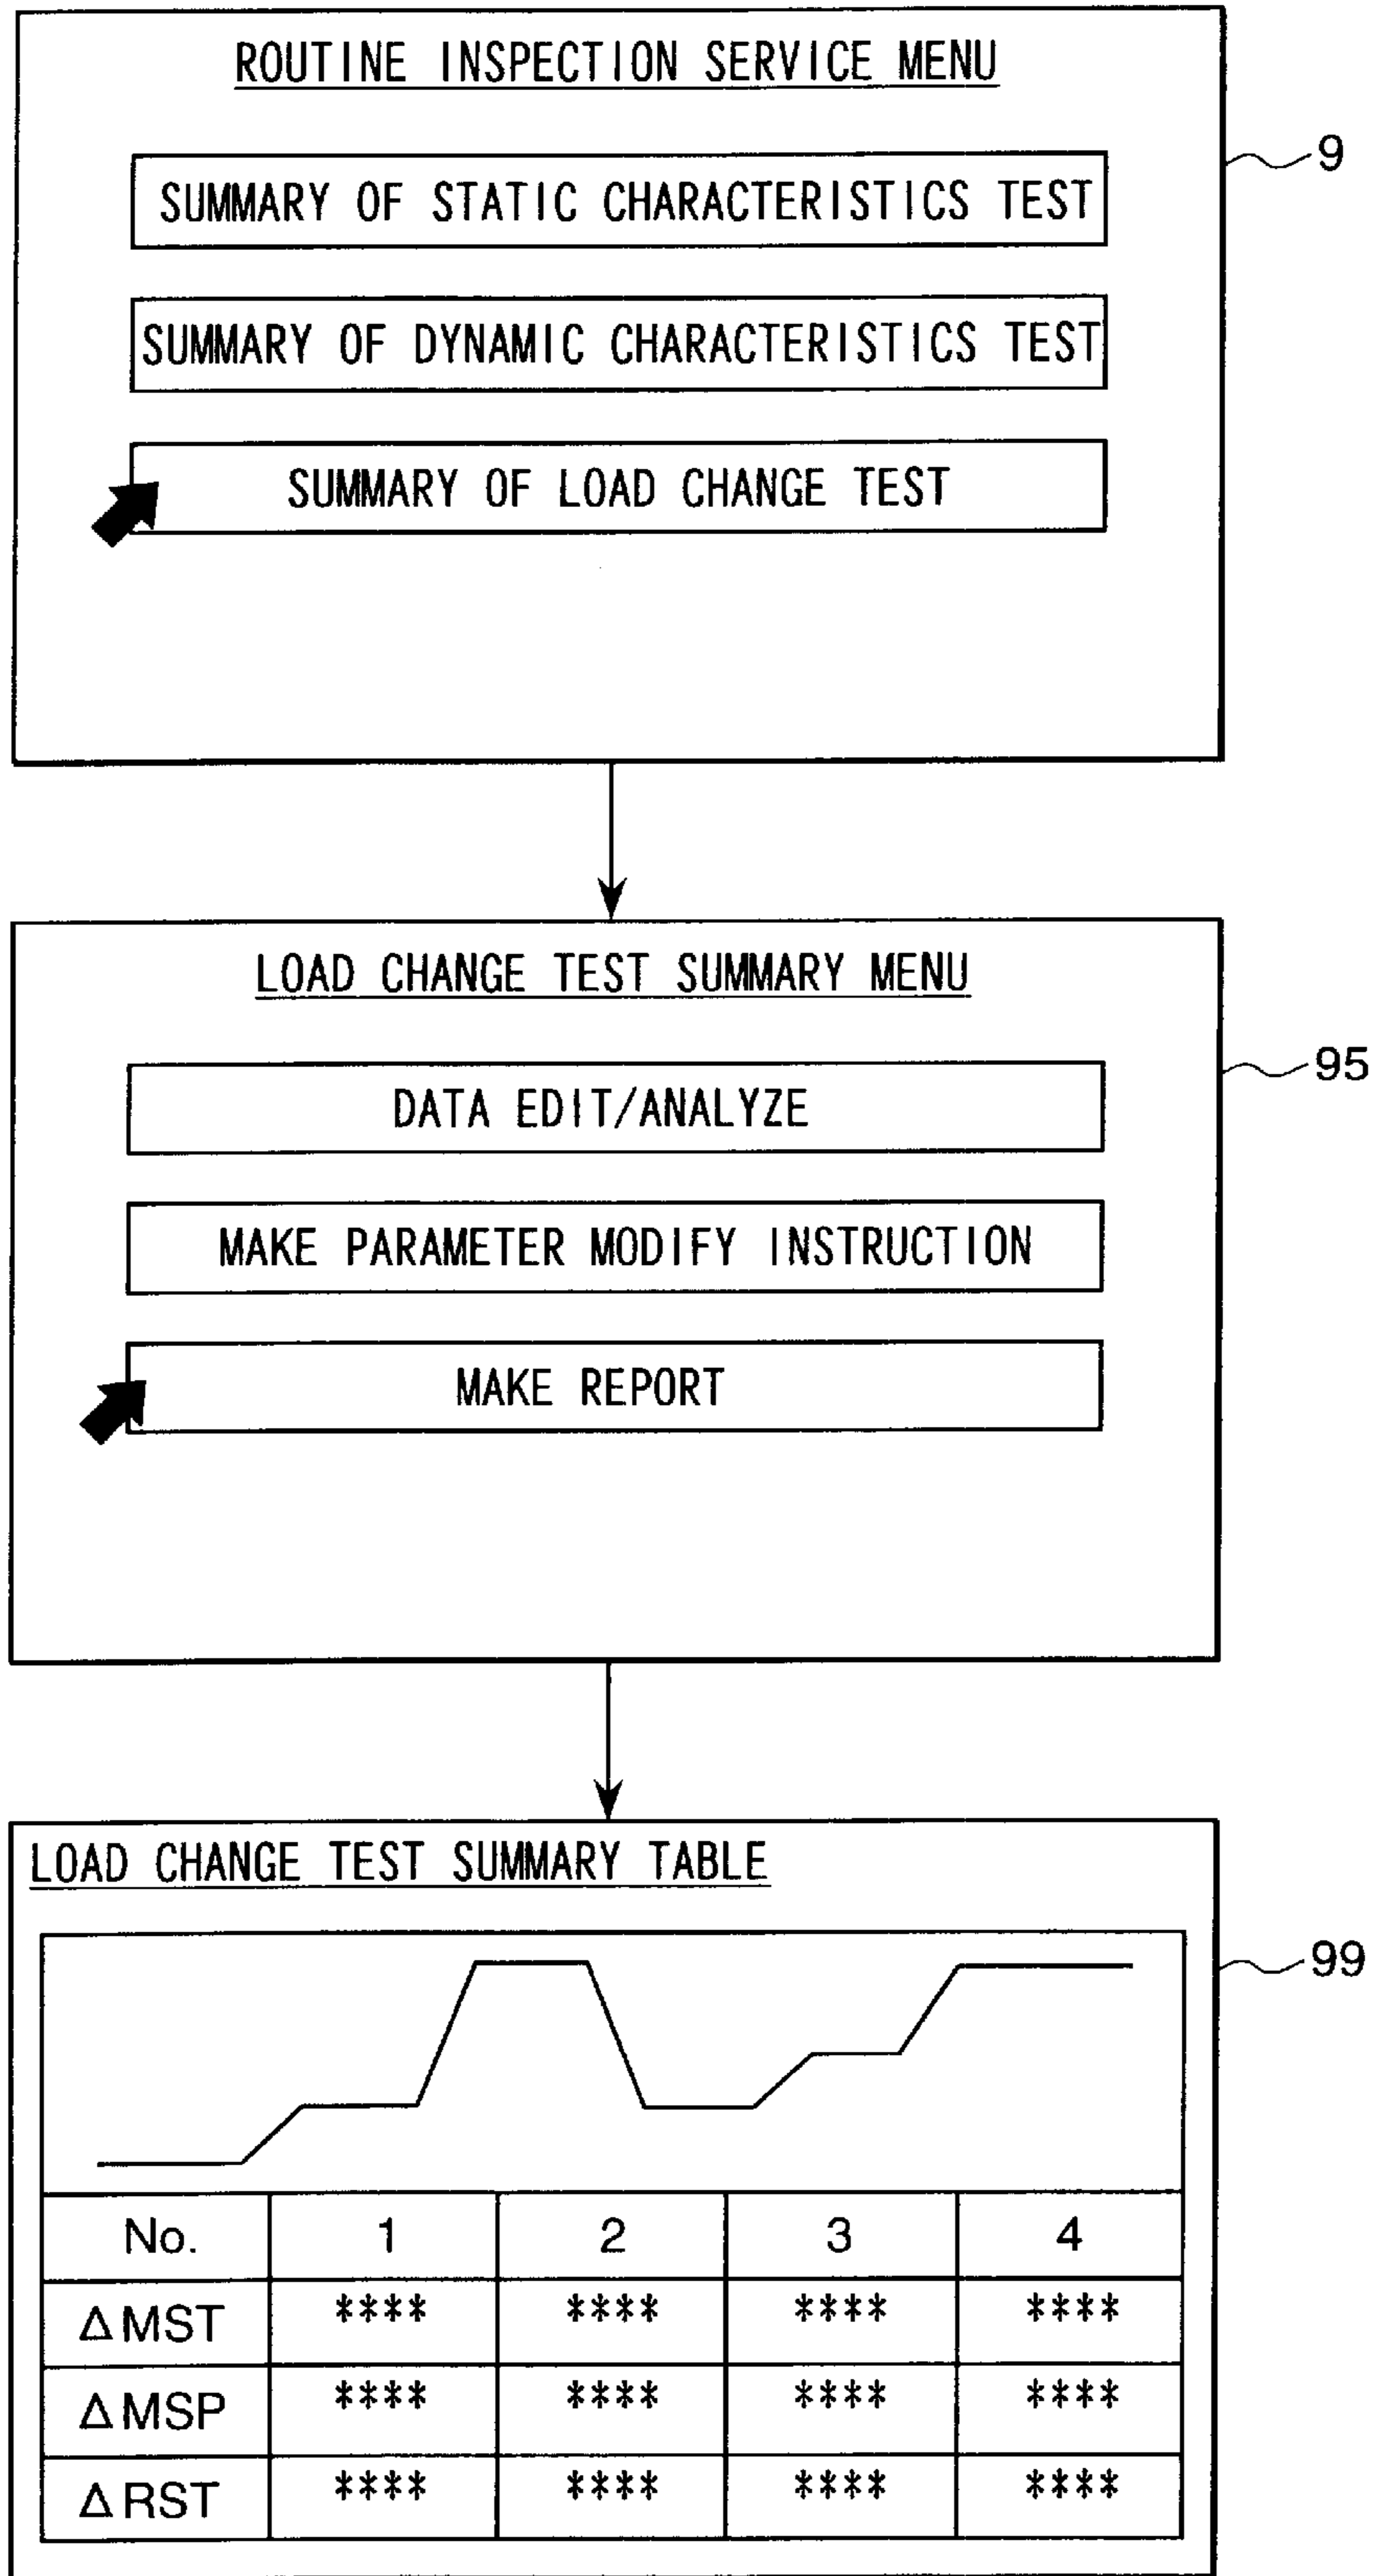 ROUTINE INSPECTION SERVICE MENU
9
SUMMARY OF STATIC CHARACTERISTICS TEST
SUMMARY OF DYNAMIC CHARACTERISTICS TEST
SUMMARY OF LOAD CHANGE TEST
LOAD CHANGE TEST SUMMARY MENU
95
DATA EDIT/ANALYZE
MAKE PARAMETER MODIFY INSTRUCTION
MAKE REPORT
LOAD CHANGE TEST SUMMARY TABLE
99
No. 1 2 3 4
ΔMST **** **** **** ****
ΔMSP **** **** **** ****
ΔRST **** **** **** ****